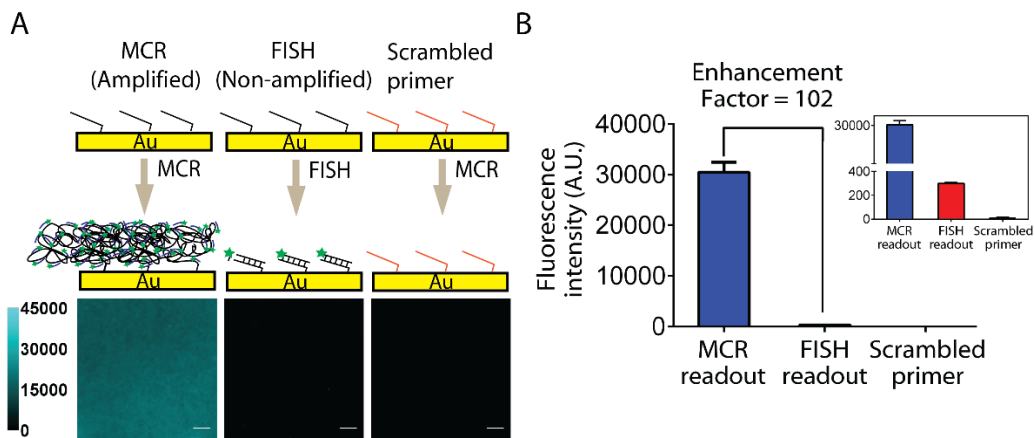 A
MCR
(Amplified)
FISH
(Non-amplified)
Scrambled
primer
Au
Au
Au
MCR
FISH
MCR
Au
Au
Au
45000
30000
15000
0
B
Enhancement
Factor = 102
Fluorescence
intensity (A.U.)
40000
30000
20000
10000
0
MCR
readout
FISH
readout
Scrambled
primer
30000
400
200
0
MCR
readout
FISH
readout
Scrambled
primer